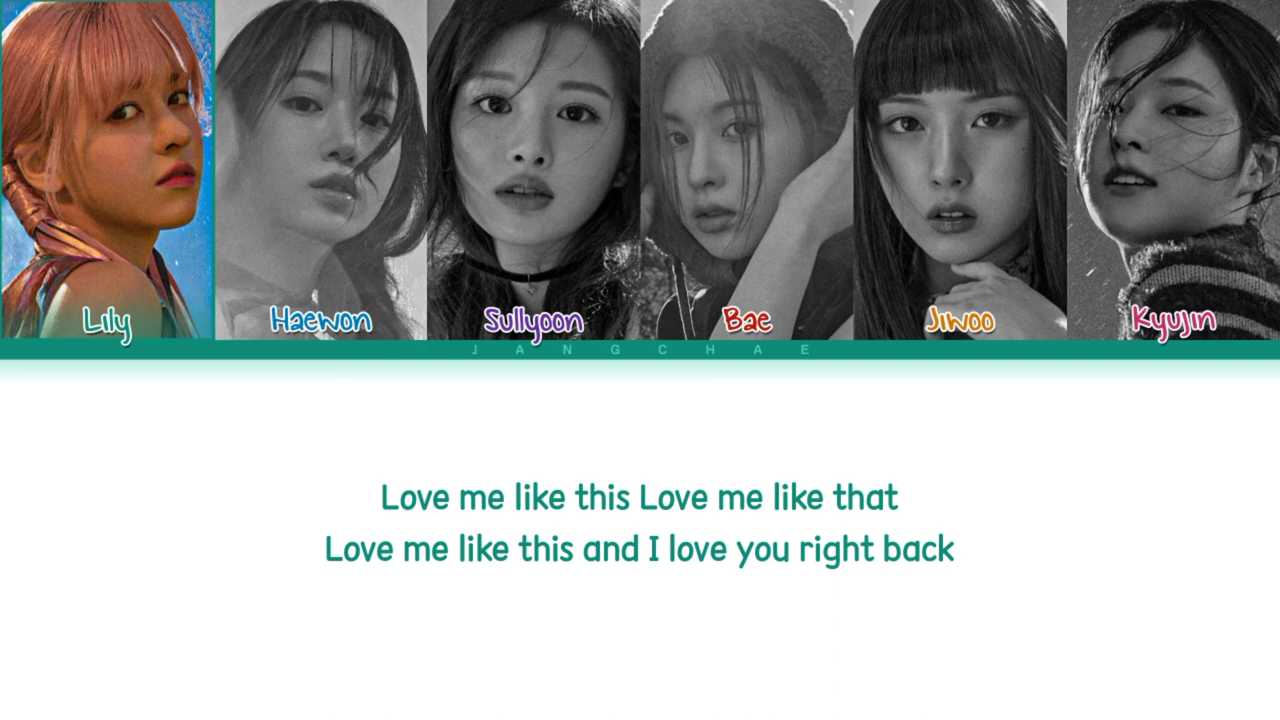 Lily Haewon Sullyoon Bae Jiwoo Kyujin
JANGCHAE
Love me like this Love me like that
Love me like this and I love you right back